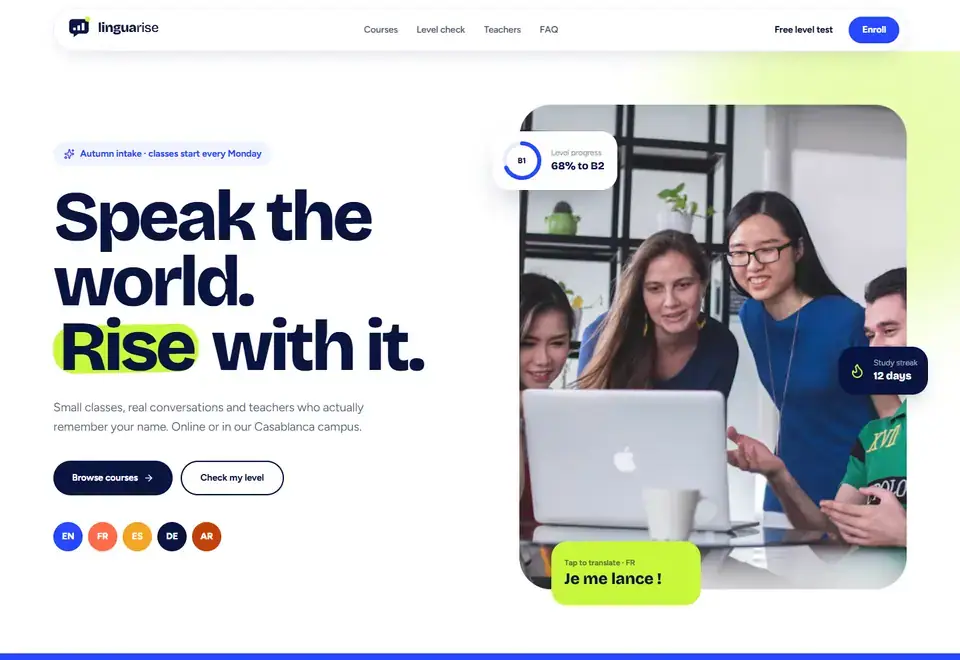 linguarise
Courses
Level check
Teachers
FAQ
Free level test
Enroll
Autumn intake · classes start every Monday
Speak the
world.
Rise with it.
Small classes, real conversations and teachers who actually
remember your name. Online or in our Casablanca campus.
Browse courses →
Check my level
EN
FR
ES
DE
AR
B1
Level progress
68% to B2
Study streak
12 days
XVII
POLO
Tap to translate · FR
Je me lance !